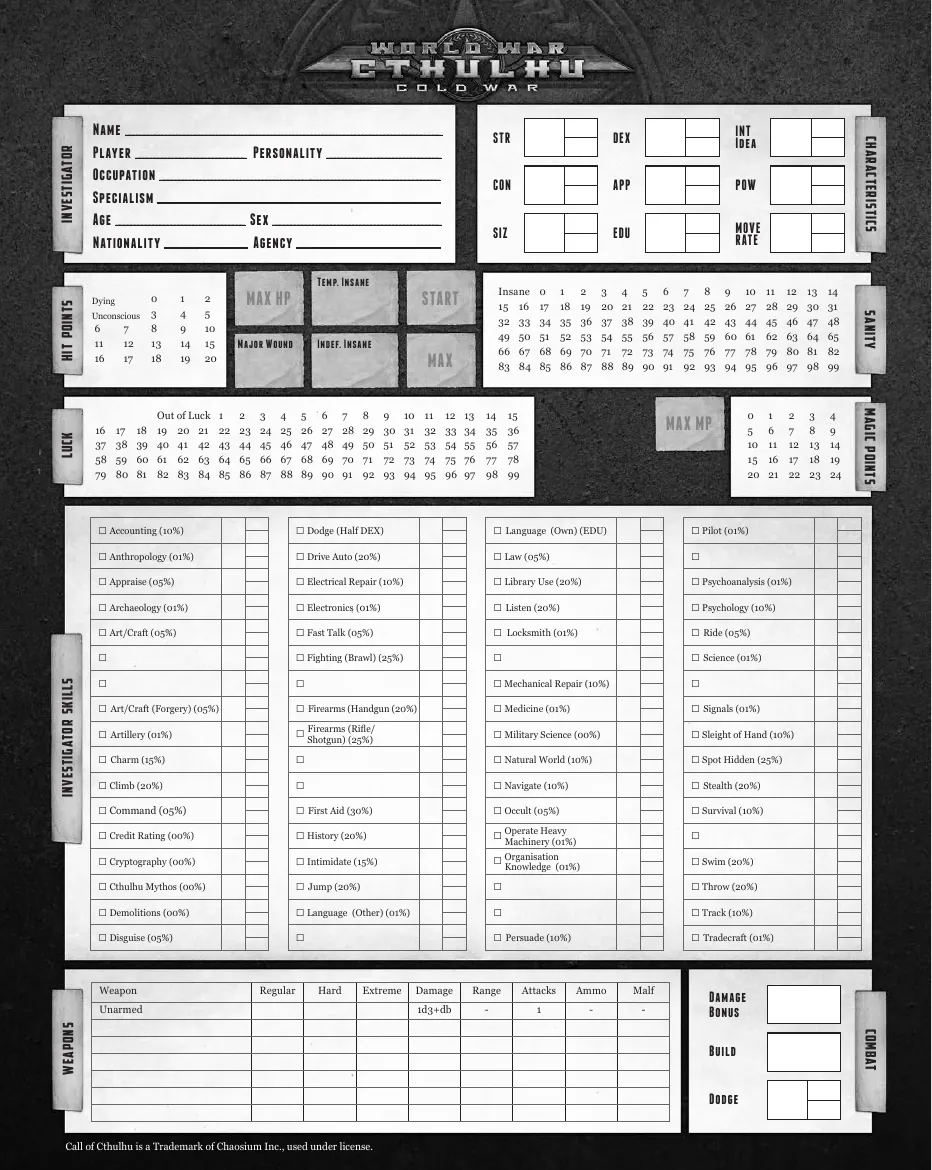 WORLD WAR
CTHULHU
COLD WAR
INVESTIGATOR
NAME
PLAYER PERSONALITY
OCCUPATION
SPECIALISM
AGE SEX
NATIONALITY AGENCY
STR DEX INT IDEA
CON APP POW
SIZ EDU MOVE RATE
CHARACTERISTICS
HIT POINTS
Dying 0 1 2
Unconscious 3 4 5
6 7 8 9 10
11 12 13 14 15
16 17 18 19 20
MAX HP
TEMP. INSANE
START
MAJOR WOUND
INDEF. INSANE
MAX
Insane 0 1 2 3 4 5 6 7 8 9 10 11 12 13 14
15 16 17 18 19 20 21 22 23 24 25 26 27 28 29 30 31
32 33 34 35 36 37 38 39 40 41 42 43 44 45 46 47 48
49 50 51 52 53 54 55 56 57 58 59 60 61 62 63 64 65
66 67 68 69 70 71 72 73 74 75 76 77 78 79 80 81 82
83 84 85 86 87 88 89 90 91 92 93 94 95 96 97 98 99
SANITY
LUCK
Out of Luck 1 2 3 4 5 6 7 8 9 10 11 12 13 14 15
16 17 18 19 20 21 22 23 24 25 26 27 28 29 30 31 32 33 34 35 36
37 38 39 40 41 42 43 44 45 46 47 48 49 50 51 52 53 54 55 56 57
58 59 60 61 62 63 64 65 66 67 68 69 70 71 72 73 74 75 76 77 78
79 80 81 82 83 84 85 86 87 88 89 90 91 92 93 94 95 96 97 98 99
MAX MP
0 1 2 3 4
5 6 7 8 9
10 11 12 13 14
15 16 17 18 19
20 21 22 23 24
MAGIC POINTS
INVESTIGATOR SKILLS
Accounting (10%)
Anthropology (01%)
Appraise (05%)
Archaeology (01%)
Art/Craft (05%)
Art/Craft (Forgery) (05%)
Artillery (01%)
Charm (15%)
Climb (20%)
Command (05%)
Credit Rating (00%)
Cryptography (00%)
Cthulhu Mythos (00%)
Demolitions (00%)
Disguise (05%)
Dodge (Half DEX)
Drive Auto (20%)
Electrical Repair (10%)
Electronics (01%)
Fast Talk (05%)
Fighting (Brawl) (25%)
Firearms (Handgun (20%)
Firearms (Rifle/
Shotgun) (25%)
First Aid (30%)
History (20%)
Intimidate (15%)
Jump (20%)
Language (Other) (01%)
Language (Own) (EDU)
Law (05%)
Library Use (20%)
Listen (20%)
Locksmith (01%)
Mechanical Repair (10%)
Medicine (01%)
Military Science (00%)
Natural World (10%)
Navigate (10%)
Occult (05%)
Operate Heavy
Machinery (01%)
Organisation
Knowledge (01%)
Persuade (10%)
Pilot (01%)
Psychoanalysis (01%)
Psychology (10%)
Ride (05%)
Science (01%)
Signals (01%)
Sleight of Hand (10%)
Spot Hidden (25%)
Stealth (20%)
Survival (10%)
Swim (20%)
Throw (20%)
Track (10%)
Tradecraft (01%)
WEAPONS
Weapon Regular Hard Extreme Damage Range Attacks Ammo Malf
Unarmed 1d3+db - 1 - -
DAMAGE
BONUS
BUILD
DODGE
COMBAT
Call of Cthulhu is a Trademark of Chaosium Inc., used under license.